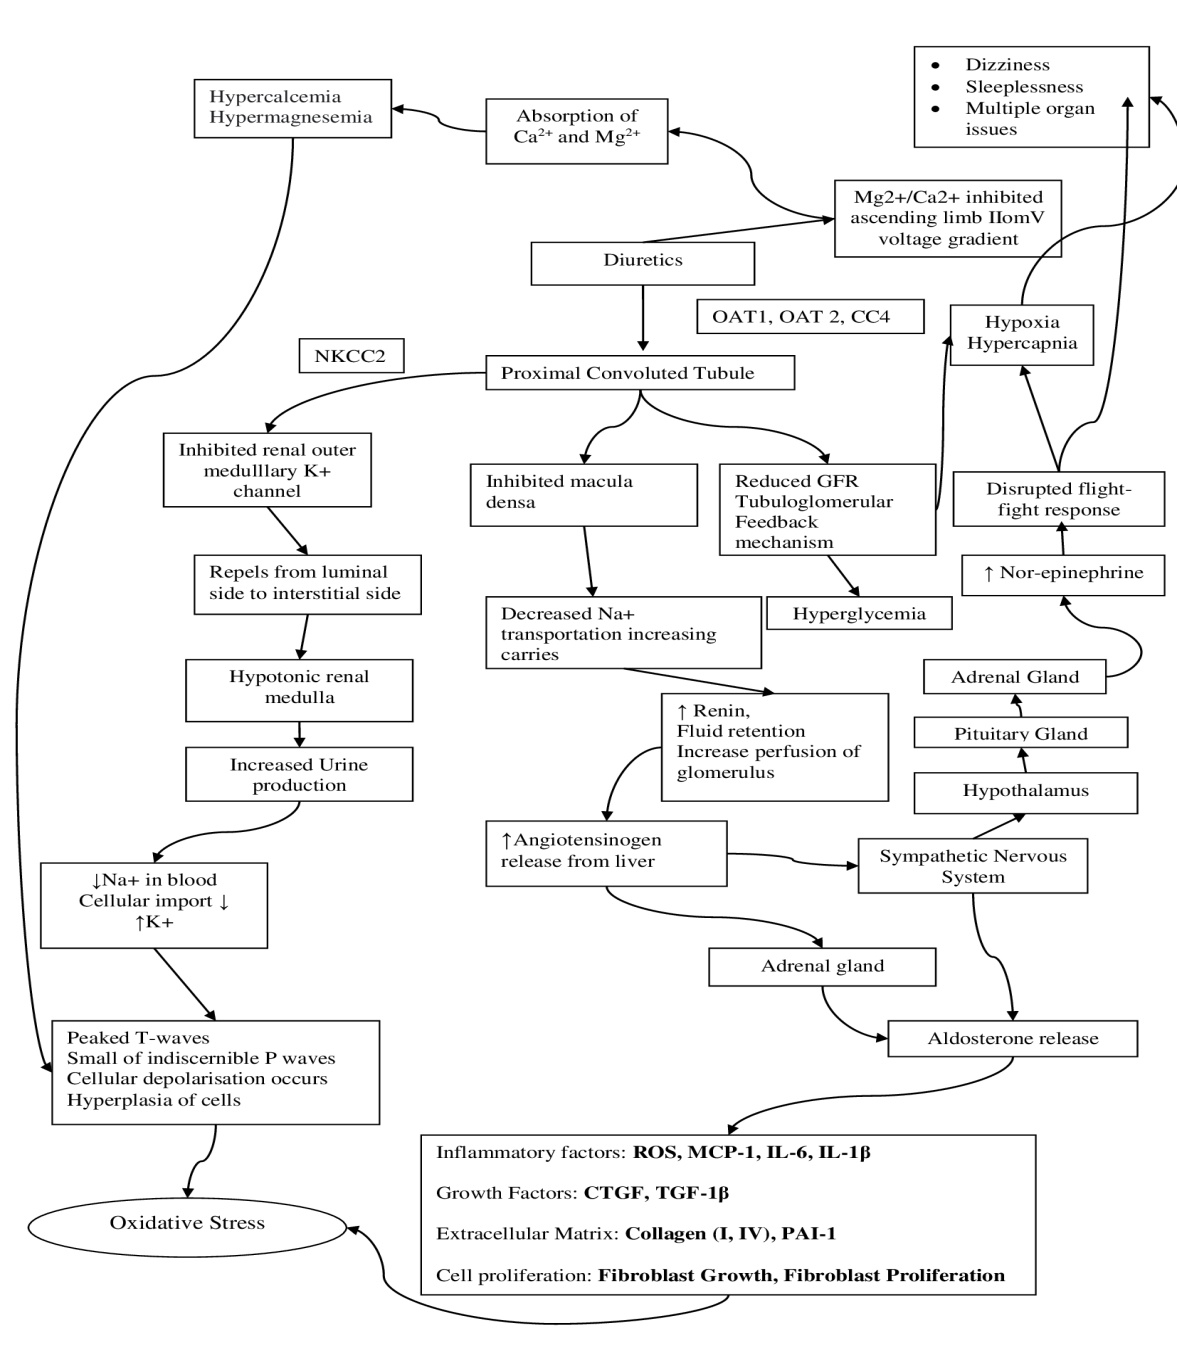 ● Dizziness
● Sleeplessness
● Multiple organ
issues
Hypercalcemia
Hypermagnesemia
Absorption of
Ca²⁺ and Mg²⁺
Mg2+/Ca2+ inhibited
ascending limb IIomV
voltage gradient
Diuretics
OAT1, OAT 2, CC4
Hypoxia
Hypercapnia
NKCC2
Proximal Convoluted Tubule
Inhibited renal outer
medulllary K+
channel
Inhibited macula
densa
Reduced GFR
Tubuloglomerular
Feedback
mechanism
Disrupted flight-
fight response
Repels from luminal
side to interstitial side
↑ Nor-epinephrine
Decreased Na+
transportation increasing
carries
Hyperglycemia
Hypotonic renal
medulla
Adrenal Gland
↑ Renin,
Fluid retention
Increase perfusion of
glomerulus
Pituitary Gland
Increased Urine
production
Hypothalamus
↑Angiotensinogen
release from liver
Sympathetic Nervous
System
↓Na+ in blood
Cellular import ↓
↑K+
Adrenal gland
Peaked T-waves
Small of indiscernible P waves
Cellular depolarisation occurs
Hyperplasia of cells
Aldosterone release
Inflammatory factors: ROS, MCP-1, IL-6, IL-1β
Growth Factors: CTGF, TGF-1β
Extracellular Matrix: Collagen (I, IV), PAI-1
Cell proliferation: Fibroblast Growth, Fibroblast Proliferation
Oxidative Stress